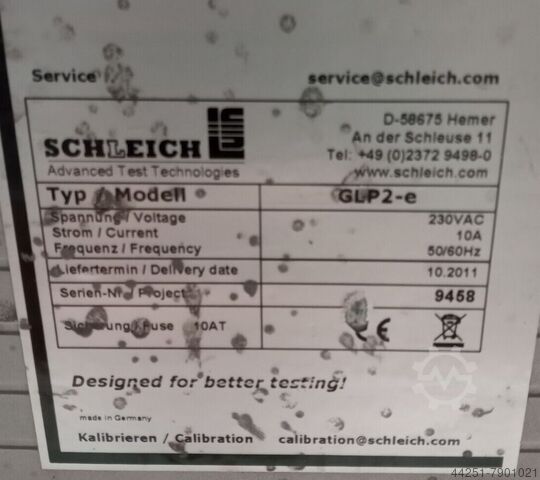 Service service@schleich.com
D-58675 Hemer
An der Schleuse 11
SCHLEICH Tel: +49 (0)2372 9498-0
Advanced Test Technologies www.schleich.com
Typ / Modell GLP2-e
Spannung / Voltage 230VAC
Strom / Current 10A
Frequenz / Frequency 50/60Hz
Liefertermin / Delivery date 10.2011
Serien-Nr. / Project 9458
Sicherung / Fuse 10AT CE
Designed for better testing!
made in Germany
Kalibrieren / Calibration calibration@schleich.com
44251-7901021